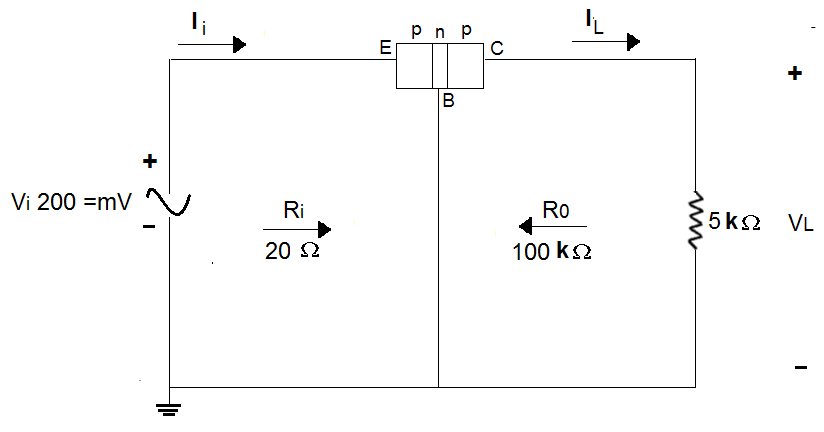 Ii
p n p
IL
E
C
B
+
+
Vi 200 =mV
-
Ri
20 Ω
R0
100 kΩ
5 kΩ
VL
-